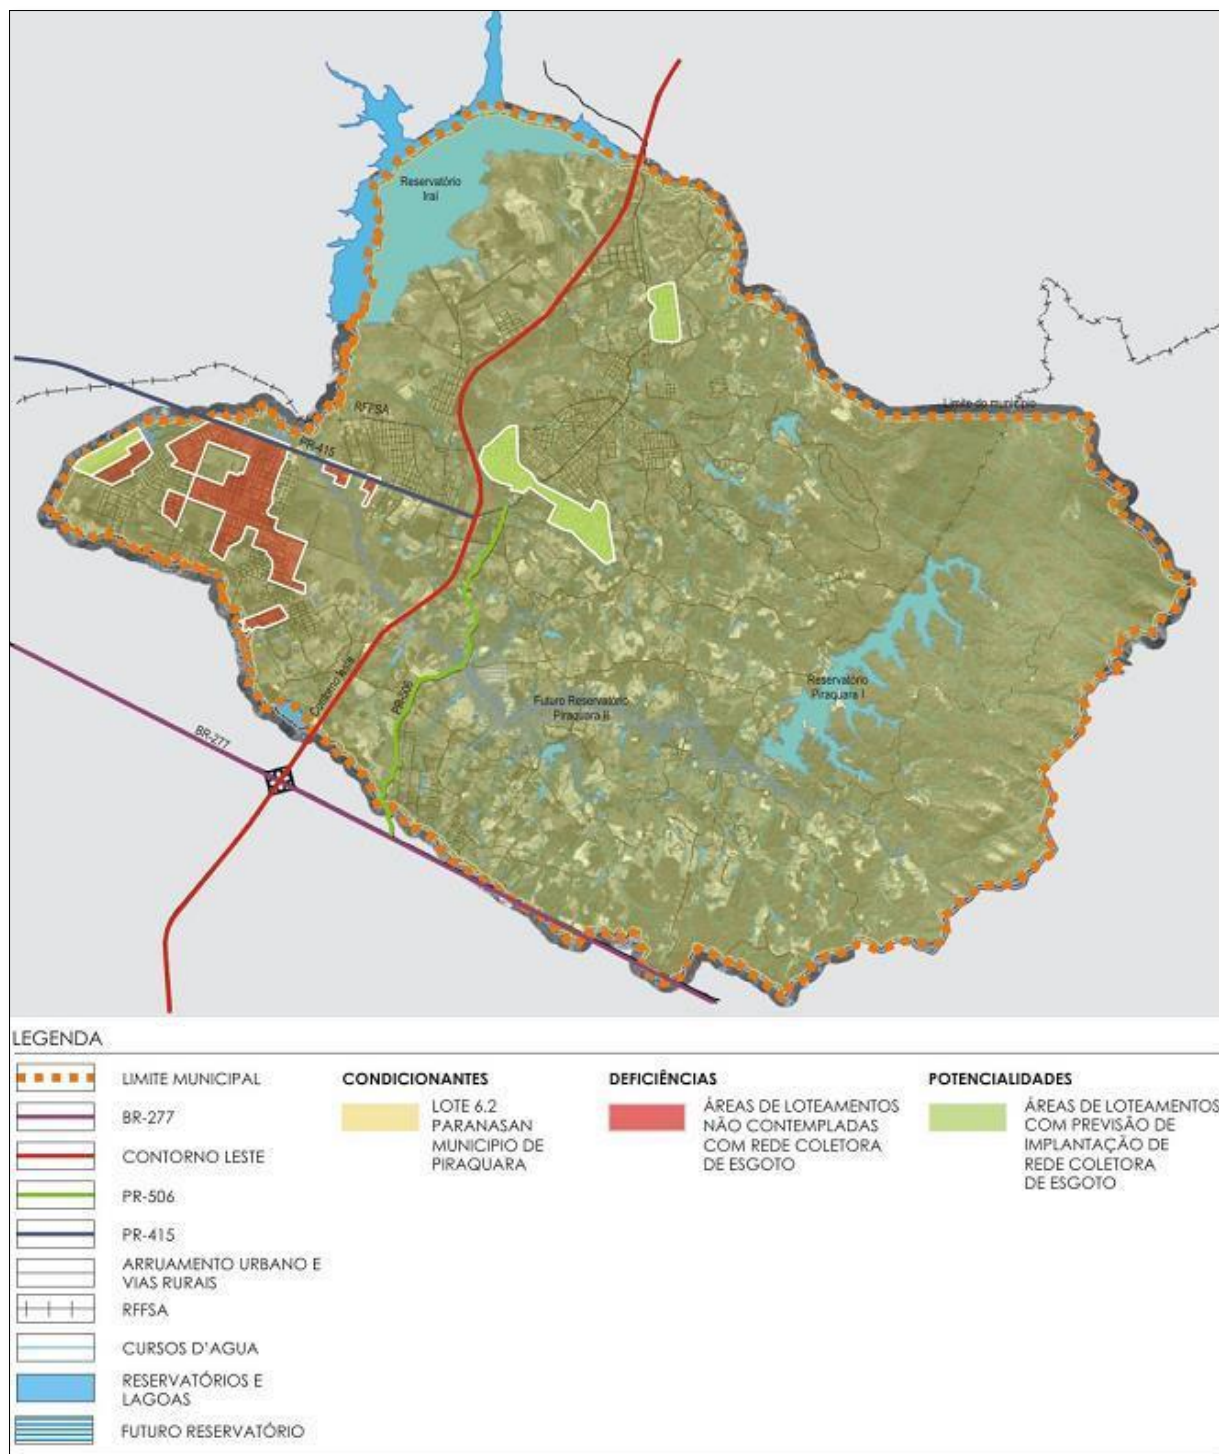 Reservatório
Iraí
Limite do município
RFFSA
PR-415
Reservatório
Piraquara I
Contorno leste
PR-506
Futuro Reservatório
Piraquara II
BR-277
LEGENDA
LIMITE MUNICIPAL
BR-277
CONTORNO LESTE
PR-506
PR-415
ARRUAMENTO URBANO E
VIAS RURAIS
RFFSA
CURSOS D'AGUA
RESERVATÓRIOS E
LAGOAS
FUTURO RESERVATÓRIO
CONDICIONANTES
LOTE 6.2
PARANASAN
MUNICIPIO DE
PIRAQUARA
DEFICIÊNCIAS
ÁREAS DE LOTEAMENTOS
NÃO CONTEMPLADAS
COM REDE COLETORA
DE ESGOTO
POTENCIALIDADES
ÁREAS DE LOTEAMENTOS
COM PREVISÃO DE
IMPLANTAÇÃO DE
REDE COLETORA
DE ESGOTO